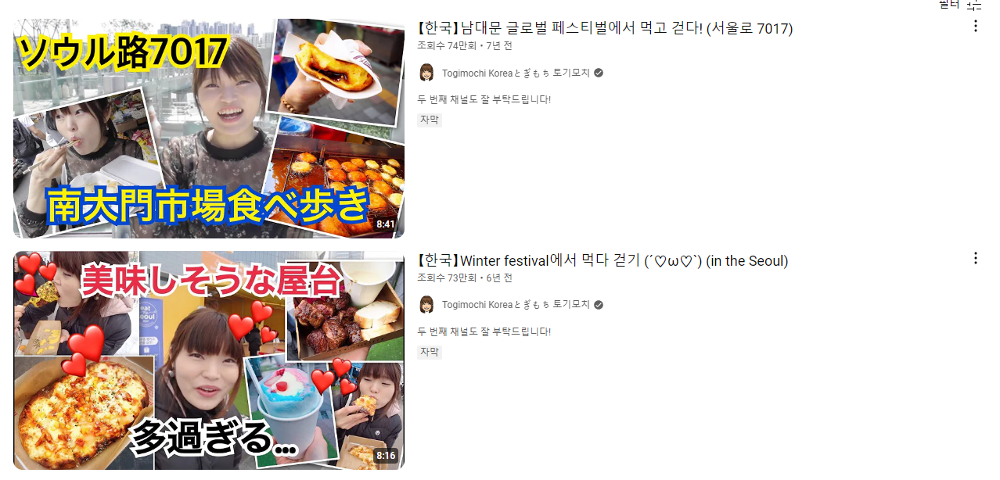 필터
ソウル路7017
南大門市場食べ歩き
8:41
【한국】남대문 글로벌 페스티벌에서 먹고 걷다! (서울로 7017)
조회수 74만회 • 7년 전
Togimochi Koreaとぎもち 토기모치
두 번째 채널도 잘 부탁드립니다!
자막
美味しそうな屋台
eat
Seoul
多過ぎる...
8:16
【한국】Winter festival에서 먹다 걷기 (´♡ω♡`) (in the Seoul)
조회수 73만회 • 6년 전
Togimochi Koreaとぎもち 토기모치
두 번째 채널도 잘 부탁드립니다!
자막